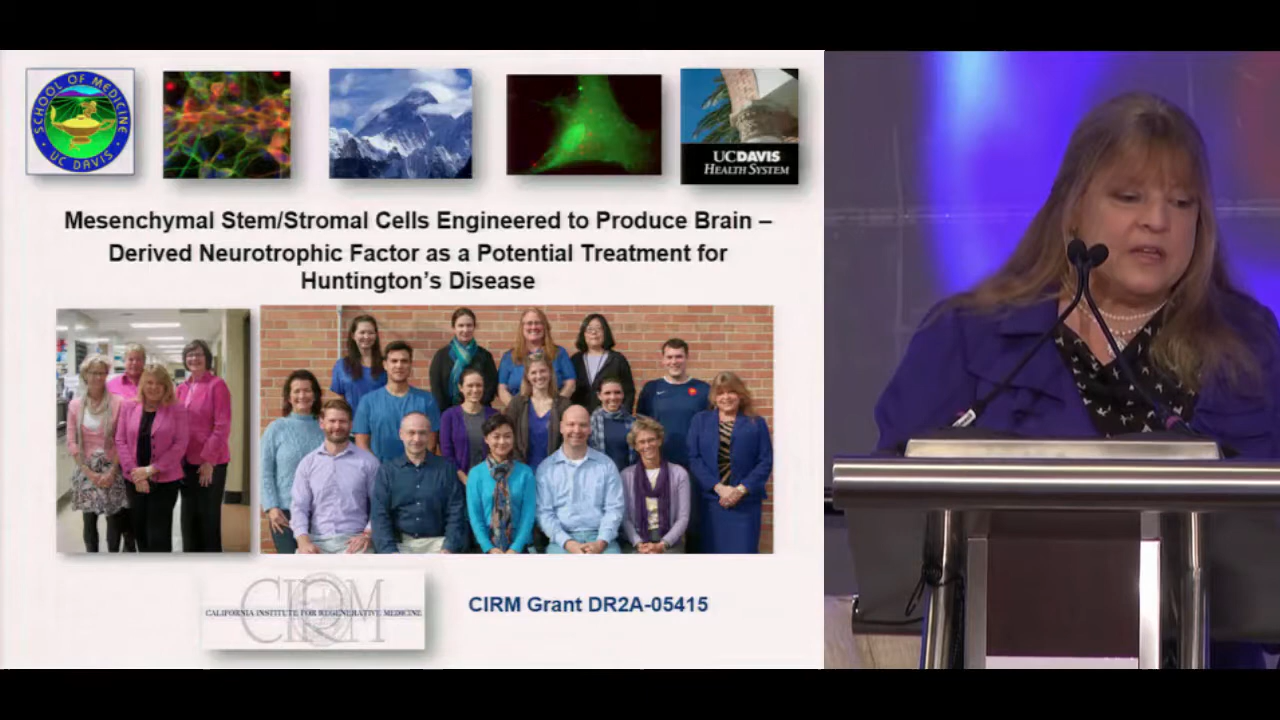 SCHOOL OF MEDICINE
UC DAVIS
UCDAVIS
HEALTH SYSTEM
Mesenchymal Stem/Stromal Cells Engineered to Produce Brain –
Derived Neurotrophic Factor as a Potential Treatment for
Huntington's Disease
CIRM
CALIFORNIA INSTITUTE FOR REGENERATIVE MEDICINE
CIRM Grant DR2A-05415